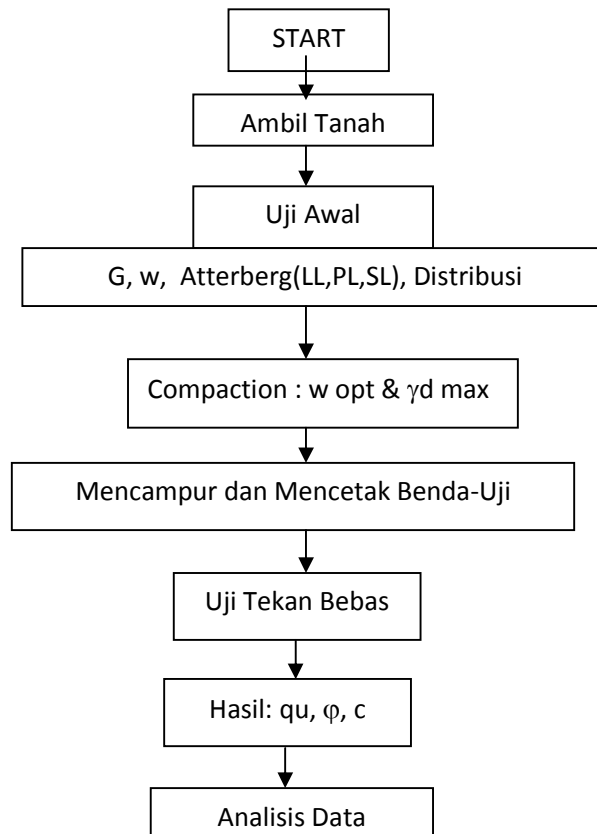 START
Ambil Tanah
Uji Awal
G, w, Atterberg(LL,PL,SL), Distribusi
Compaction : w opt & γd max
Mencampur dan Mencetak Benda-Uji
Uji Tekan Bebas
Hasil: qu, φ, c
Analisis Data